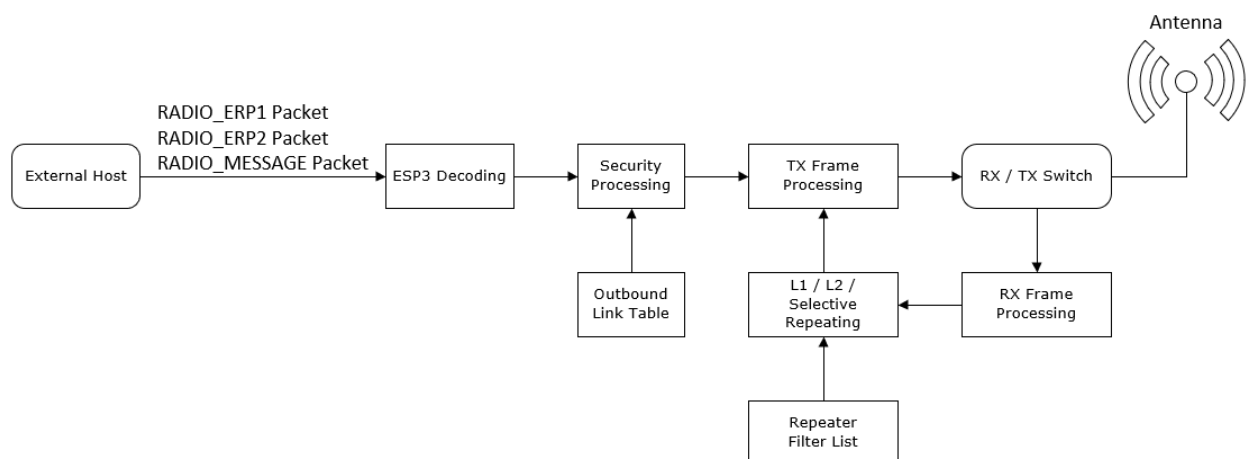 Antenna
RADIO_ERP1 Packet
RADIO_ERP2 Packet
RADIO_MESSAGE Packet
External Host
ESP3 Decoding
Security
Processing
TX Frame
Processing
RX / TX Switch
Outbound
Link Table
L1 / L2 /
Selective
Repeating
RX Frame
Processing
Repeater
Filter List